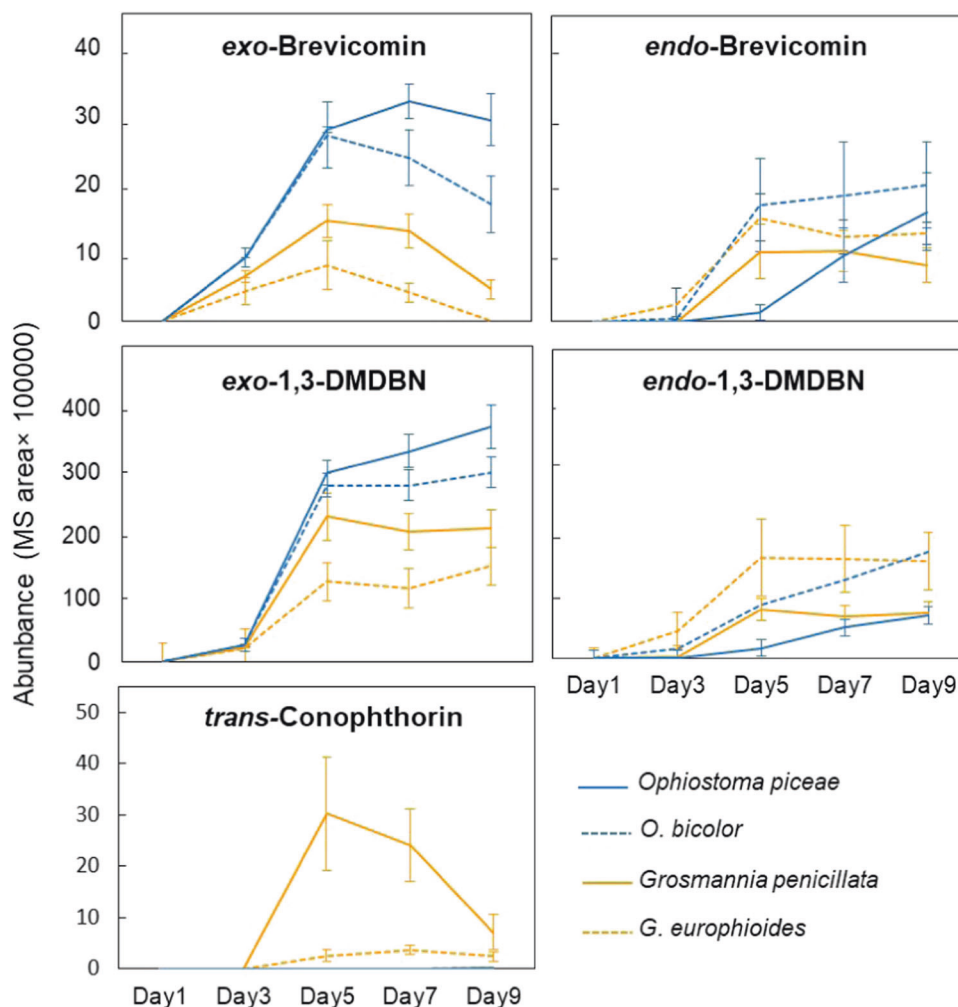 exo-Brevicomin
endo-Brevicomin
40
30
20
10
0
exo-1,3-DMDBN
endo-1,3-DMDBN
400
300
200
100
0
Abunbance (MS area× 100000)
Day1 Day3 Day5 Day7 Day9
trans-Conophthorin
50
40
30
20
10
0
Day1 Day3 Day5 Day7 Day9
Ophiostoma piceae
O. bicolor
Grosmannia penicillata
G. europhioides